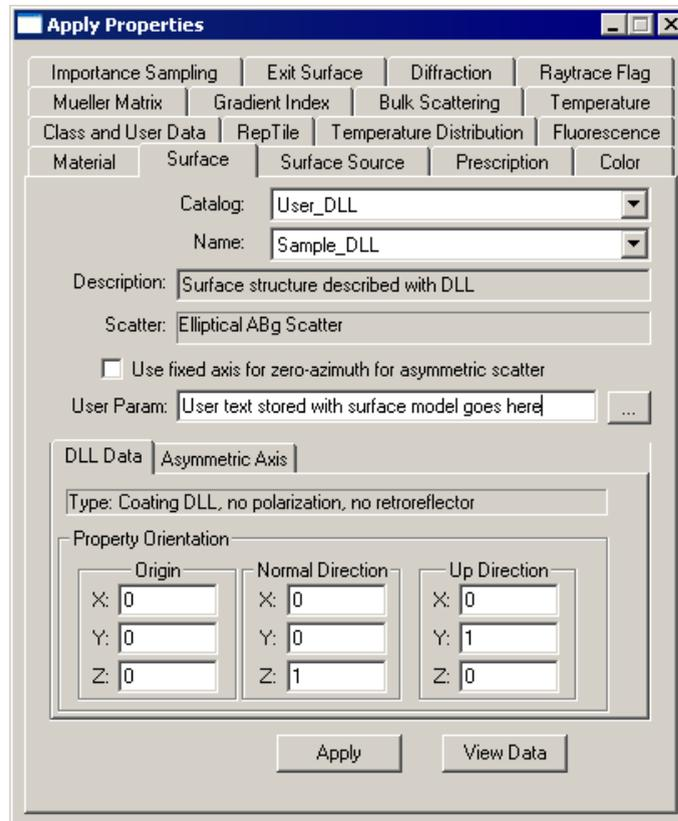 Apply Properties
Importance Sampling Exit Surface Diffraction Raytrace Flag
Mueller Matrix Gradient Index Bulk Scattering Temperature
Class and User Data RepTile Temperature Distribution Fluorescence
Material Surface Surface Source Prescription Color
Catalog: User_DLL
Name: Sample_DLL
Description: Surface structure described with DLL
Scatter: Elliptical ABg Scatter
Use fixed axis for zero-azimuth for asymmetric scatter
User Param: User text stored with surface model goes here ...
DLL Data Asymmetric Axis
Type: Coating DLL, no polarization, no retroreflector
Property Orientation
Origin Normal Direction Up Direction
X: 0 X: 0 X: 0
Y: 0 Y: 0 Y: 1
Z: 0 Z: 1 Z: 0
Apply View Data